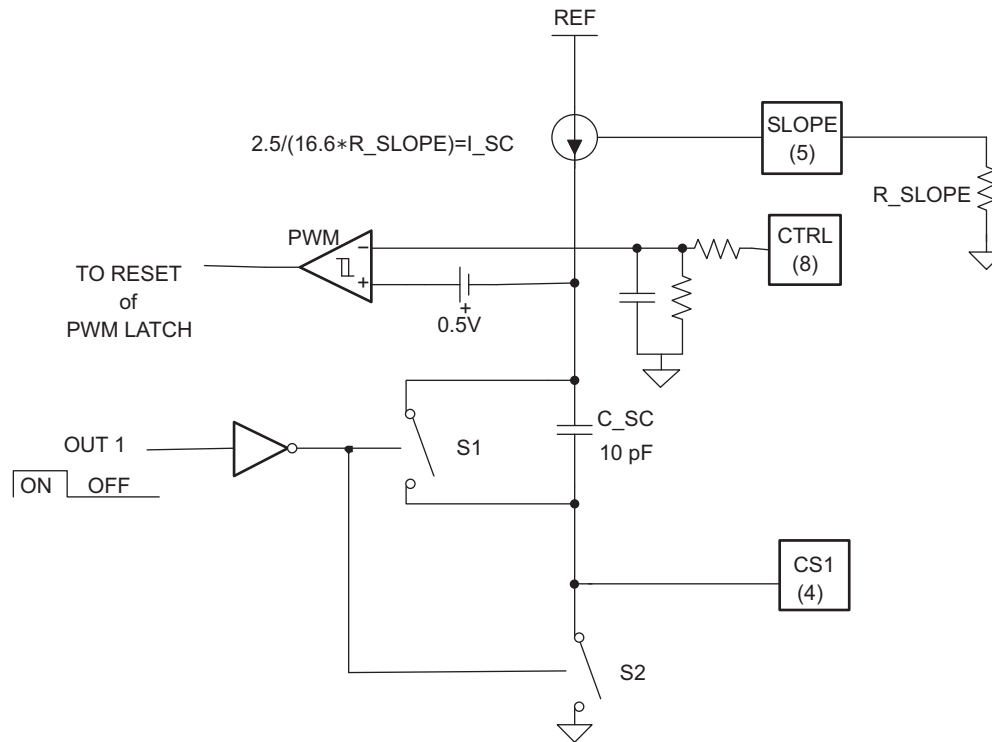 REF
2.5/(16.6*R_SLOPE)=I_SC
SLOPE
(5)
R_SLOPE
PWM
−
+
CTRL
(8)
TO RESET
of
PWM LATCH
+
0.5V
C_SC
10 pF
OUT 1
S1
ON
OFF
CS1
(4)
S2